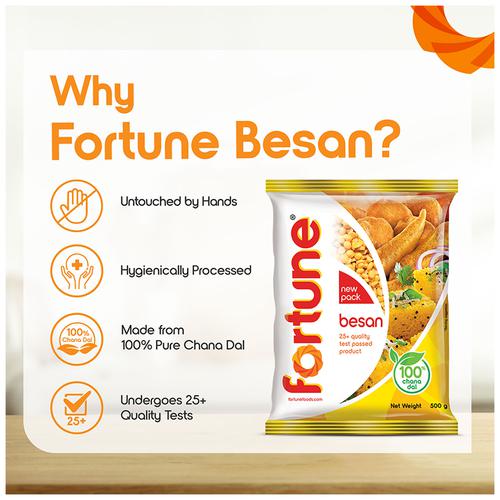 Why
Fortune Besan?
Untouched by Hands
Hygienically Processed
100%
Chana Dal
Made from
100% Pure Chana Dal
25+
Undergoes 25+
Quality Tests
fortune®
new
pack
besan
25+ quality
test passed
product
100%
chana
dal
fortunefoods.com
Net Weight 500 g